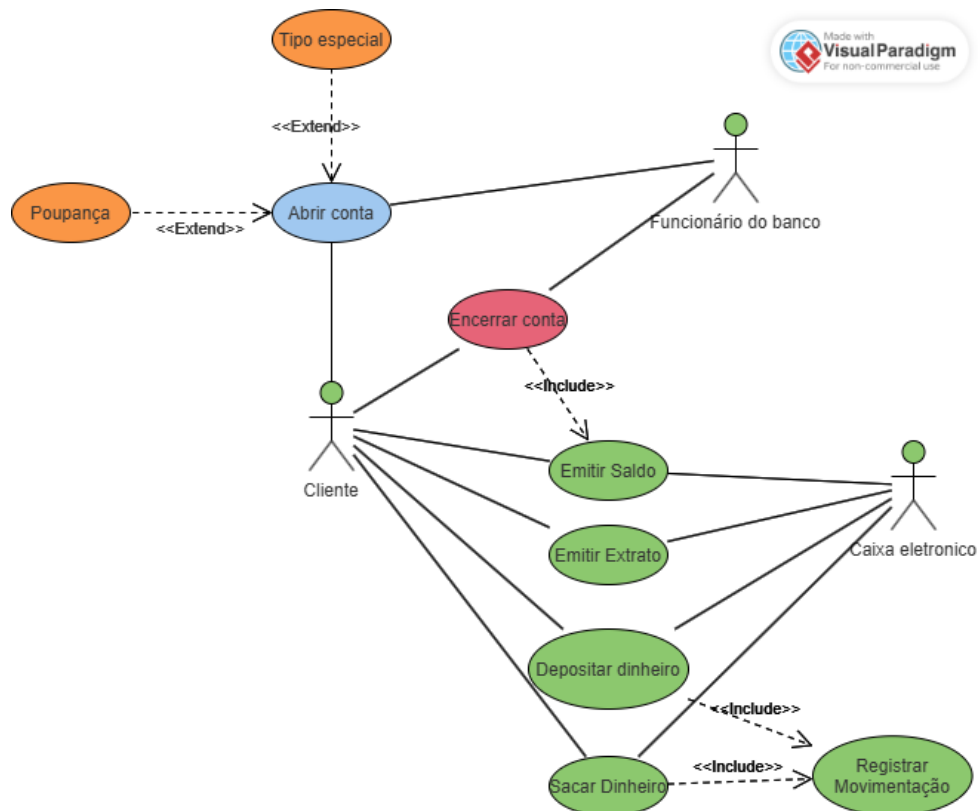 Tipo especial
Made with
Visual Paradigm
For non-commercial use
<<Extend>>
Poupança
<<Extend>>
Abrir conta
Funcionário do banco
Encerrar conta
<<Include>>
Cliente
Emitir Saldo
Emitir Extrato
Caixa eletronico
Depositar dinheiro
<<Include>>
Sacar Dinheiro
<<Include>>
Registrar
Movimentação